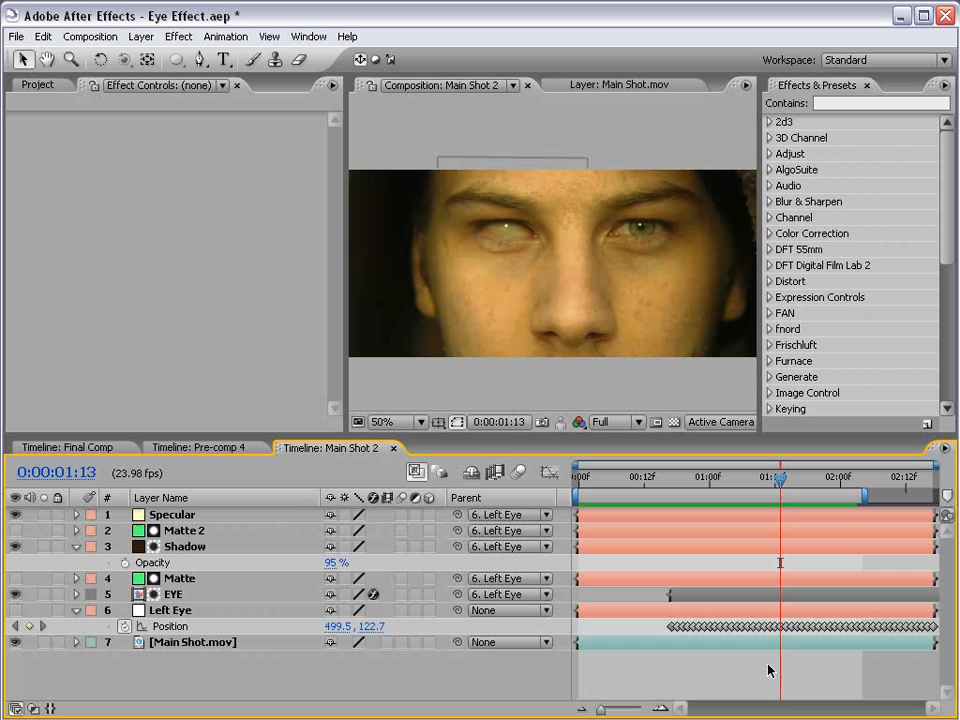 Adobe After Effects - Eye Effect.aep *
File Edit Composition Layer Effect Animation View Window Help
Workspace: Standard
Project Effect Controls: (none) × Composition: Main Shot 2 × Layer: Main Shot.mov Effects & Presets ×
Contains:
2d3
3D Channel
Adjust
AlgoSuite
Audio
Blur & Sharpen
Channel
Color Correction
DFT 55mm
DFT Digital Film Lab 2
Distort
Expression Controls
FAN
fnord
Frischluft
Furnace
Generate
Image Control
Keying
50% 0:00:01:13 Full Active Camera
Timeline: Final Comp Timeline: Pre-comp 4 Timeline: Main Shot 2 ×
0:00:01:13 (23.98 fps) :00f 00:12f 01:00f 02:00f 02:12f
# Layer Name Parent
1 Specular 6. Left Eye
2 Matte 2 6. Left Eye
3 Shadow 6. Left Eye
Opacity 95 %
4 Matte 6. Left Eye
5 EYE 6. Left Eye
6 Left Eye None
Position 499.5, 122.7
7 [Main Shot.mov] None